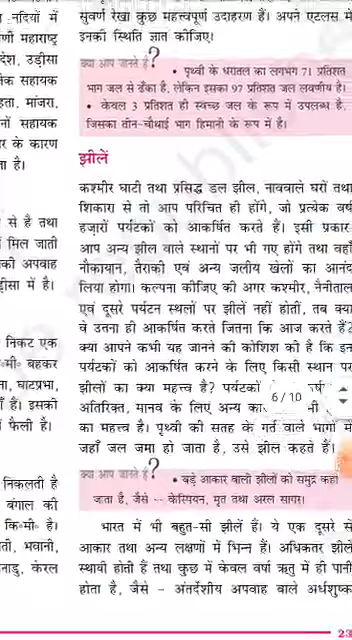 नदियों में
णी महाराष्ट्र
देश, उड़ीसा
नेक सहायक
हता, मांजरा,
नों सहायक
र के कारण
ता है।
से है तथा
मिल जाती
की अपवाह
ड़ीसा में है।
निकट एक
मी॰ बहकर
ना, घाटप्रभा,
ाँ हैं। इसकी
फैली है।
निकलती है
बंगाल की
कि॰मी॰ है।
ती, भवानी,
नाडु, केरल
सुवर्ण रेखा कुछ महत्त्वपूर्ण उदाहरण हैं। अपने एटलस में
इनकी स्थिति ज्ञात कीजिए।
क्या आप जानते हैं?
• पृथ्वी के धरातल का लगभग 71 प्रतिशत
भाग जल से ढँका है, लेकिन इसका 97 प्रतिशत जल लवणीय है।
• केवल 3 प्रतिशत ही स्वच्छ जल के रूप में उपलब्ध है,
जिसका तीन-चौथाई भाग हिमानी के रूप में है।
झीलें
कश्मीर घाटी तथा प्रसिद्ध डल झील, नाववाले घरों तथा
शिकारा से तो आप परिचित ही होंगे, जो प्रत्येक वर्ष
हज़ारों पर्यटकों को आकर्षित करते हैं। इसी प्रकार
आप अन्य झील वाले स्थानों पर भी गए होंगे तथा वहाँ
नौकायान, तैराकी एवं अन्य जलीय खेलों का आनंद
लिया होगा। कल्पना कीजिए की अगर कश्मीर, नैनीताल
एवं दूसरे पर्यटन स्थलों पर झीलें नहीं होतीं, तब क्या
वे उतना ही आकर्षित करते जितना कि आज करते हैं?
क्या आपने कभी यह जानने की कोशिश की है कि इन
पर्यटकों को आकर्षित करने के लिए किसी स्थान पर
झीलों का क्या महत्त्व है? पर्यटकों
अतिरिक्त, मानव के लिए अन्य
का महत्त्व है। पृथ्वी की सतह के गर्त वाले भागों में
जहाँ जल जमा हो जाता है, उसे झील कहते हैं।
6 / 10
क्या आप जानते हैं?
• बड़े आकार वाली झीलों को समुद्र कहा
जाता है, जैसे -- केस्पियन, मृत तथा अरल सागर।
भारत में भी बहुत-सी झीलें हैं। ये एक दूसरे से
आकार तथा अन्य लक्षणों में भिन्न हैं। अधिकतर झीलें
स्थायी होती हैं तथा कुछ में केवल वर्षा ऋतु में ही पानी
होता है, जैसे – अंतर्देशीय अपवाह वाले अर्धशुष्क